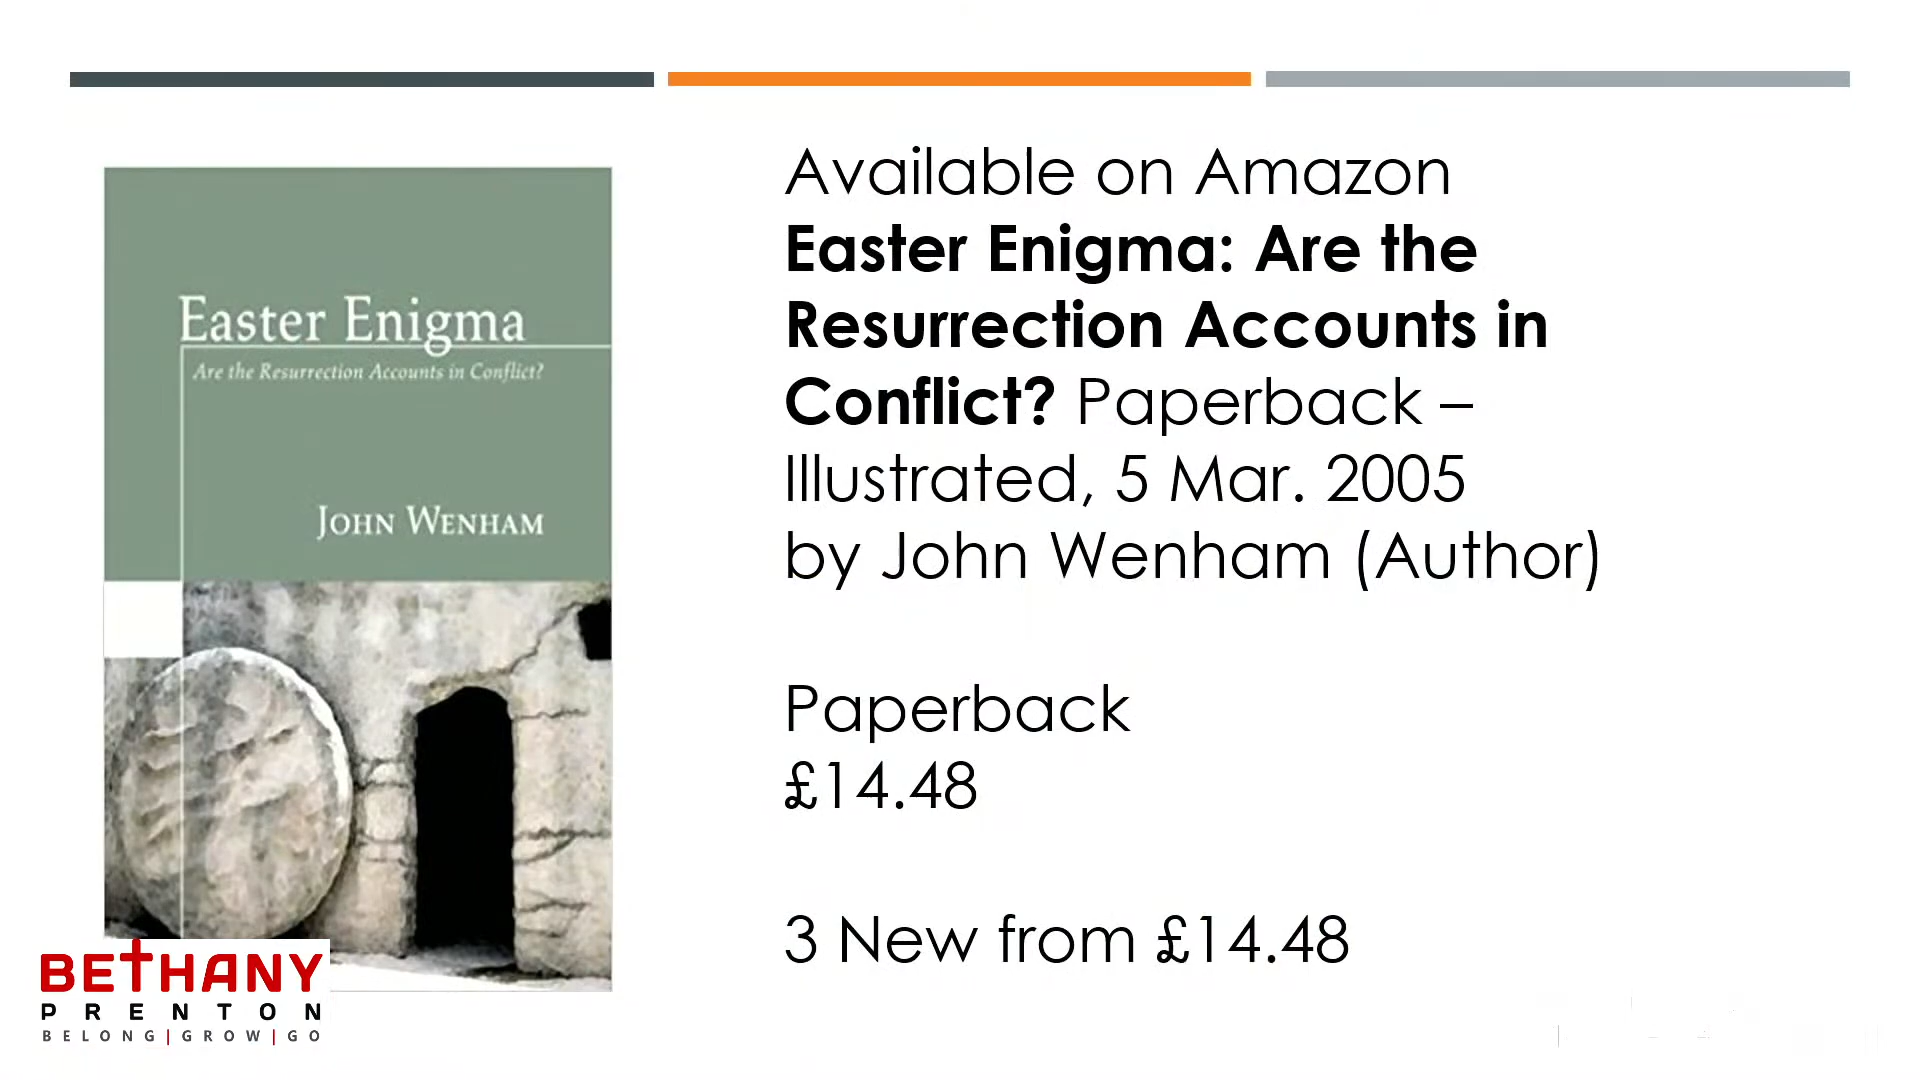 Easter Enigma
Are the Resurrection Accounts in Conflict?
JOHN WENHAM
Available on Amazon
Easter Enigma: Are the
Resurrection Accounts in
Conflict? Paperback –
Illustrated, 5 Mar. 2005
by John Wenham (Author)
Paperback
£14.48
3 New from £14.48
BETHANY
PRENTON
BELONG|GROW|GO